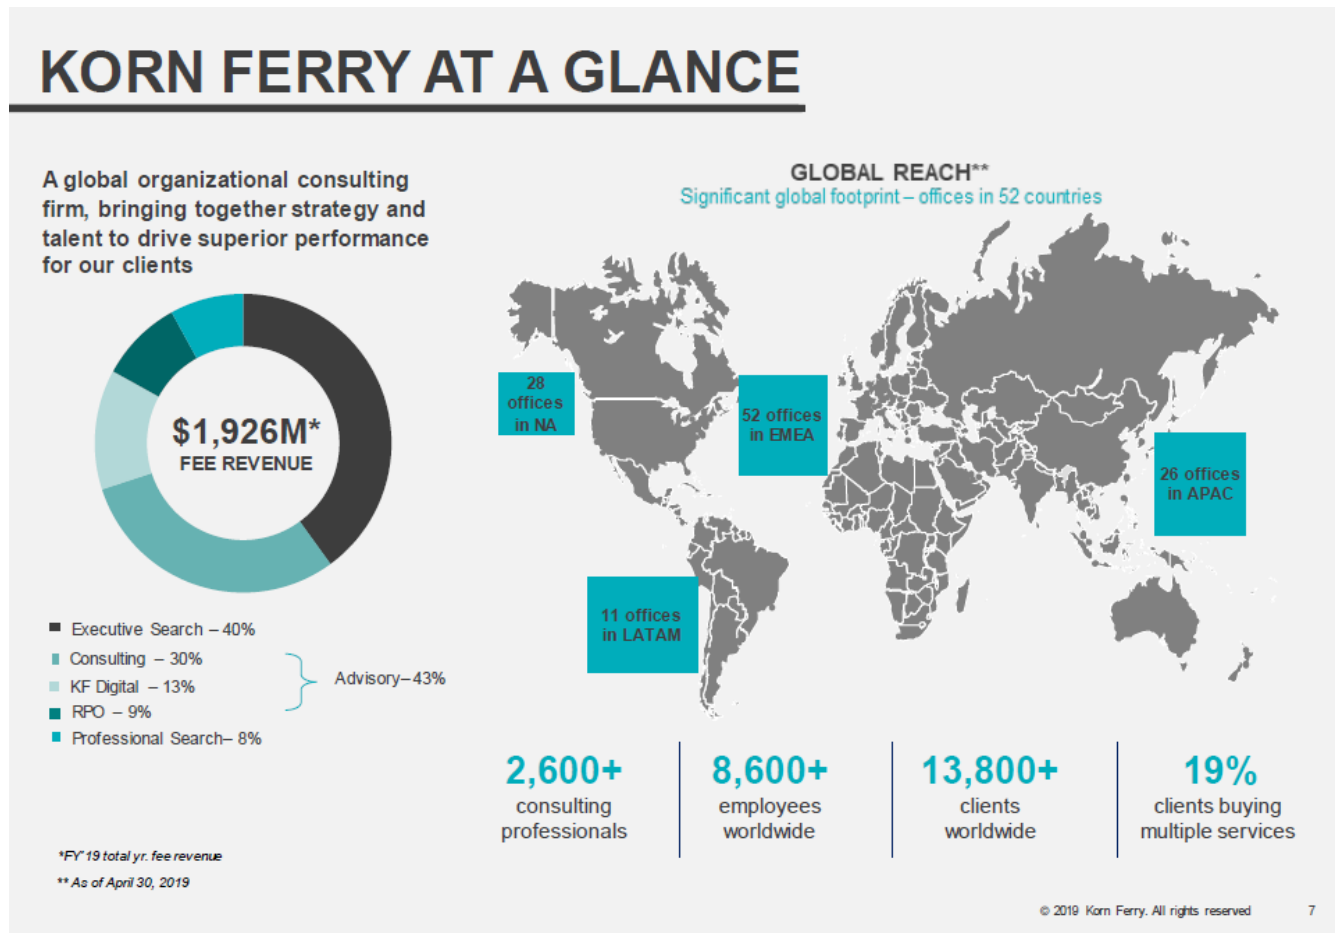 KORN FERRY AT A GLANCE
A global organizational consulting
firm, bringing together strategy and
talent to drive superior performance
for our clients
$1,926M*
FEE REVENUE
Executive Search – 40%
Consulting – 30%
KF Digital – 13%
RPO – 9%
Professional Search– 8%
Advisory–43%
*FY'19 total yr. fee revenue
** As of April 30, 2019
GLOBAL REACH**
Significant global footprint – offices in 52 countries
28
offices
in NA
52 offices
in EMEA
26 offices
in APAC
11 offices
in LATAM
2,600+
consulting
professionals
8,600+
employees
worldwide
13,800+
clients
worldwide
19%
clients buying
multiple services
© 2019 Korn Ferry. All rights reserved
7